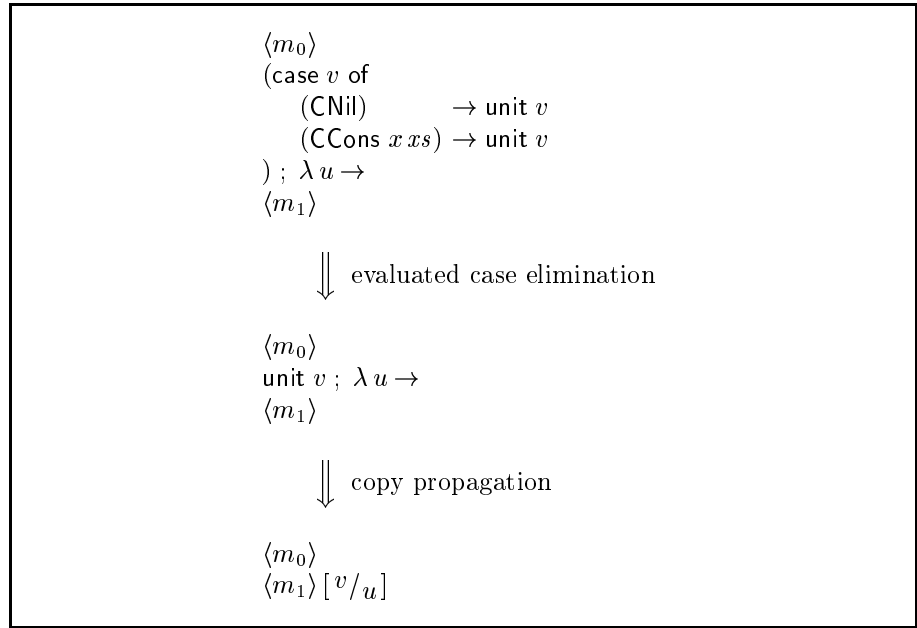 ⟨m₀⟩
(case v of
(CNil) → unit v
(CCons x xs) → unit v
) ; λ u →
⟨m₁⟩
⇓ evaluated case elimination
⟨m₀⟩
unit v ; λ u →
⟨m₁⟩
⇓ copy propagation
⟨m₀⟩
⟨m₁⟩ [ v/u ]